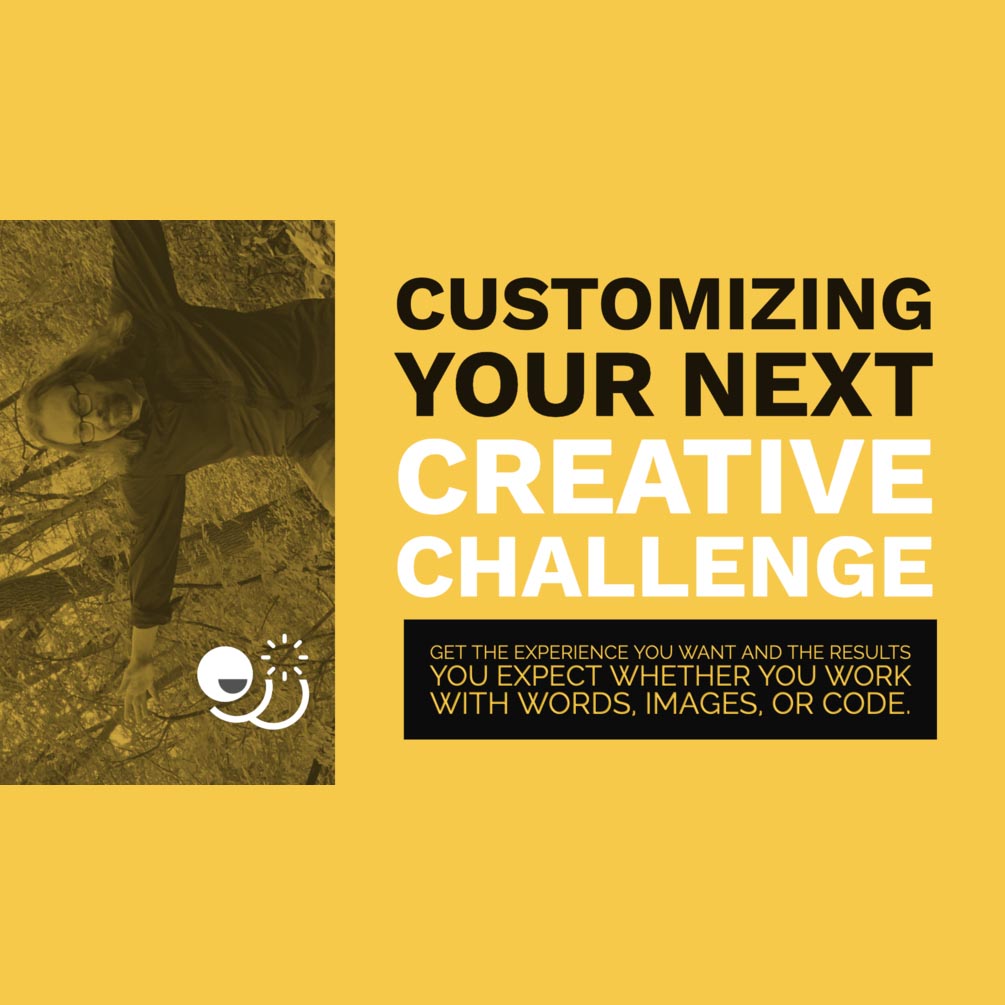 CUSTOMIZING
YOUR NEXT
CREATIVE
CHALLENGE
GET THE EXPERIENCE YOU WANT AND THE RESULTS
YOU EXPECT WHETHER YOU WORK
WITH WORDS, IMAGES, OR CODE.